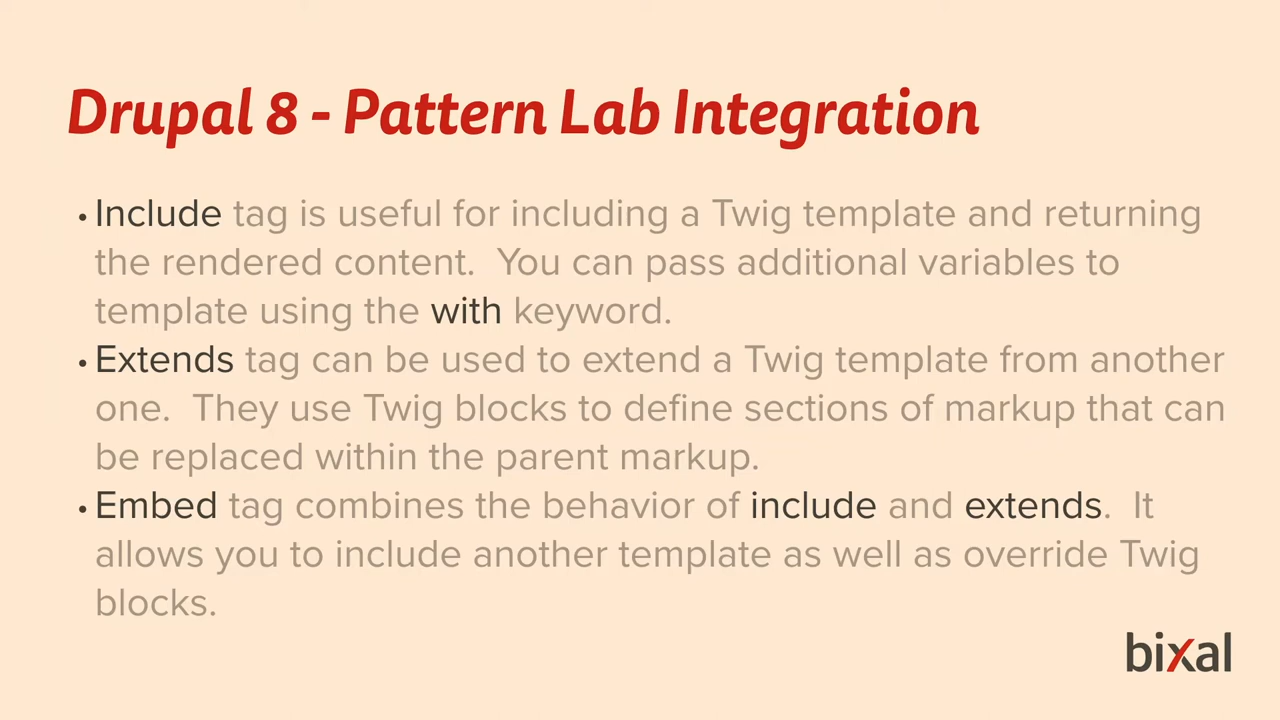 Drupal 8 - Pattern Lab Integration
• Include tag is useful for including a Twig template and returning
the rendered content.  You can pass additional variables to
template using the with keyword.
• Extends tag can be used to extend a Twig template from another
one.  They use Twig blocks to define sections of markup that can
be replaced within the parent markup.
• Embed tag combines the behavior of include and extends.  It
allows you to include another template as well as override Twig
blocks.
bixal